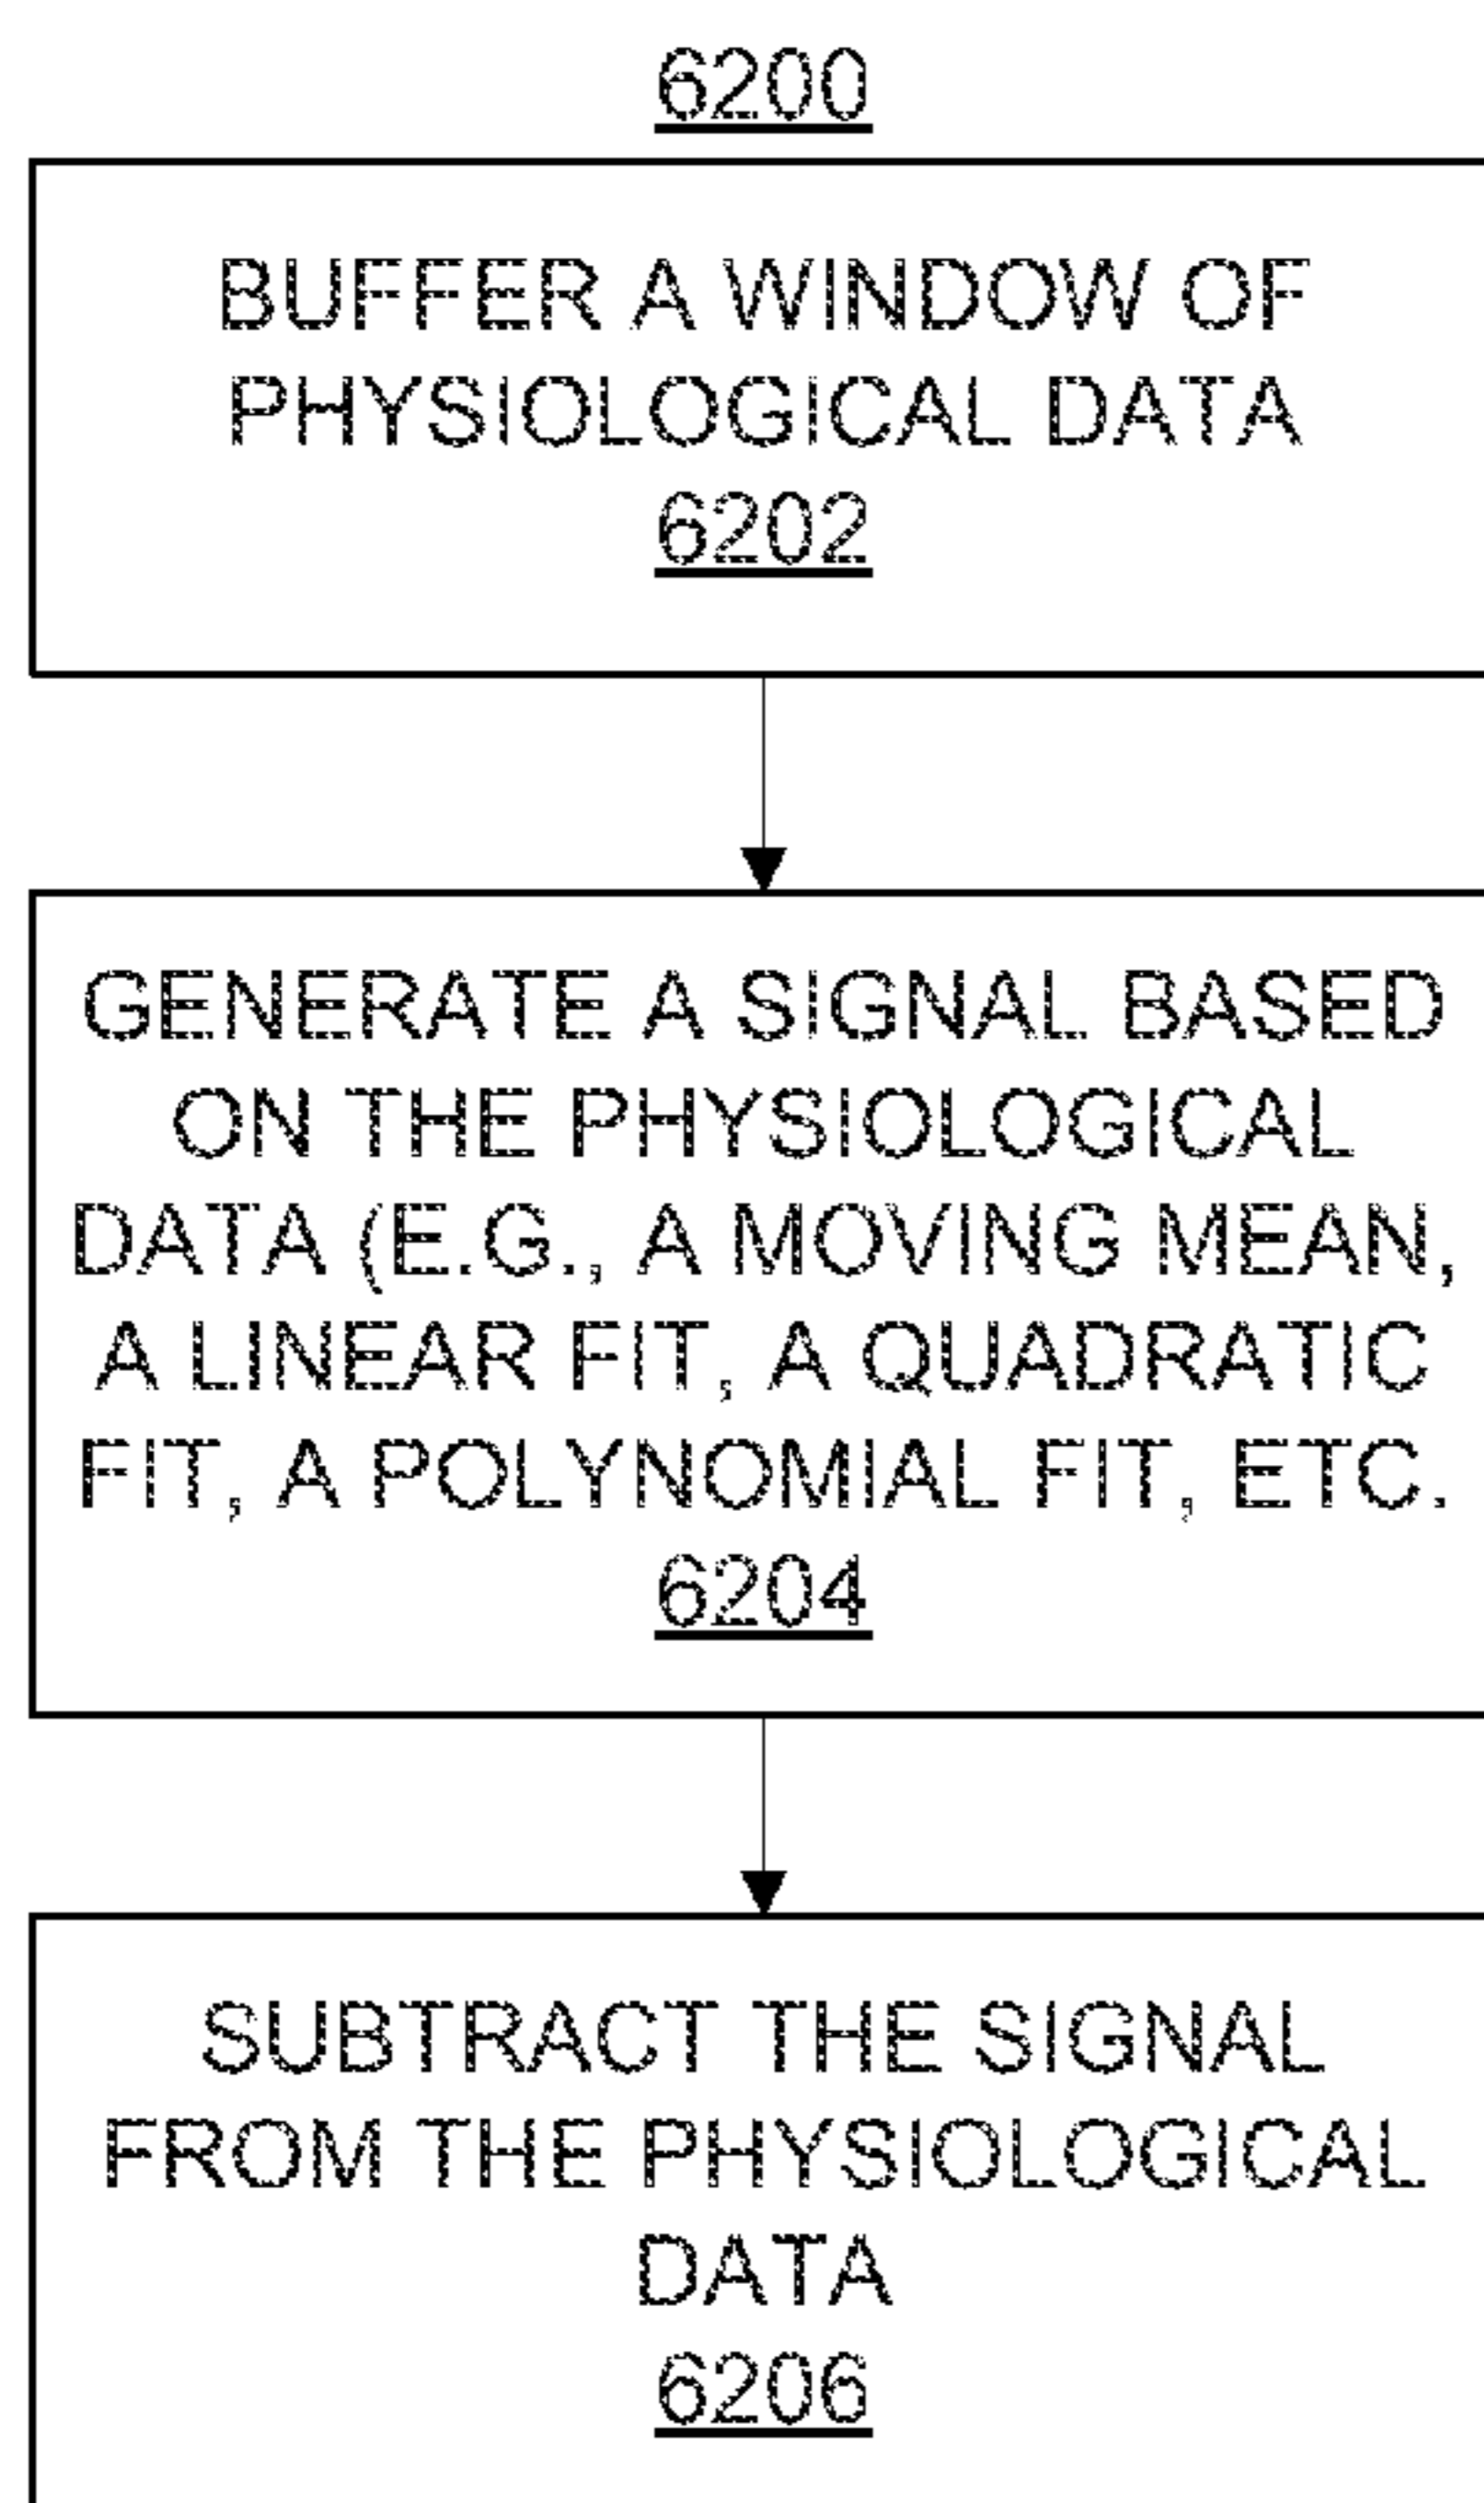 6200
BUFFER A WINDOW OF
PHYSIOLOGICAL DATA
6202
GENERATE A SIGNAL BASED
ON THE PHYSIOLOGICAL
DATA (E.G., A MOVING MEAN,
A LINEAR FIT, A QUADRATIC
FIT, A POLYNOMIAL FIT, ETC.
6204
SUBTRACT THE SIGNAL
FROM THE PHYSIOLOGICAL
DATA
6206